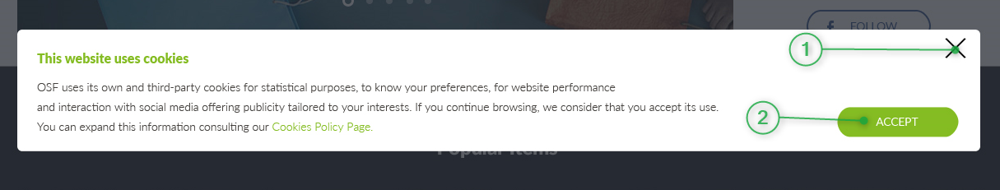 FOLLOW
1
This website uses cookies
OSF uses its own and third-party cookies for statistical purposes, to know your preferences, for website performance
and interaction with social media offering publicity tailored to your interests. If you continue browsing, we consider that you accept its use.
You can expand this information consulting our Cookies Policy Page.
2
ACCEPT
Popular Items